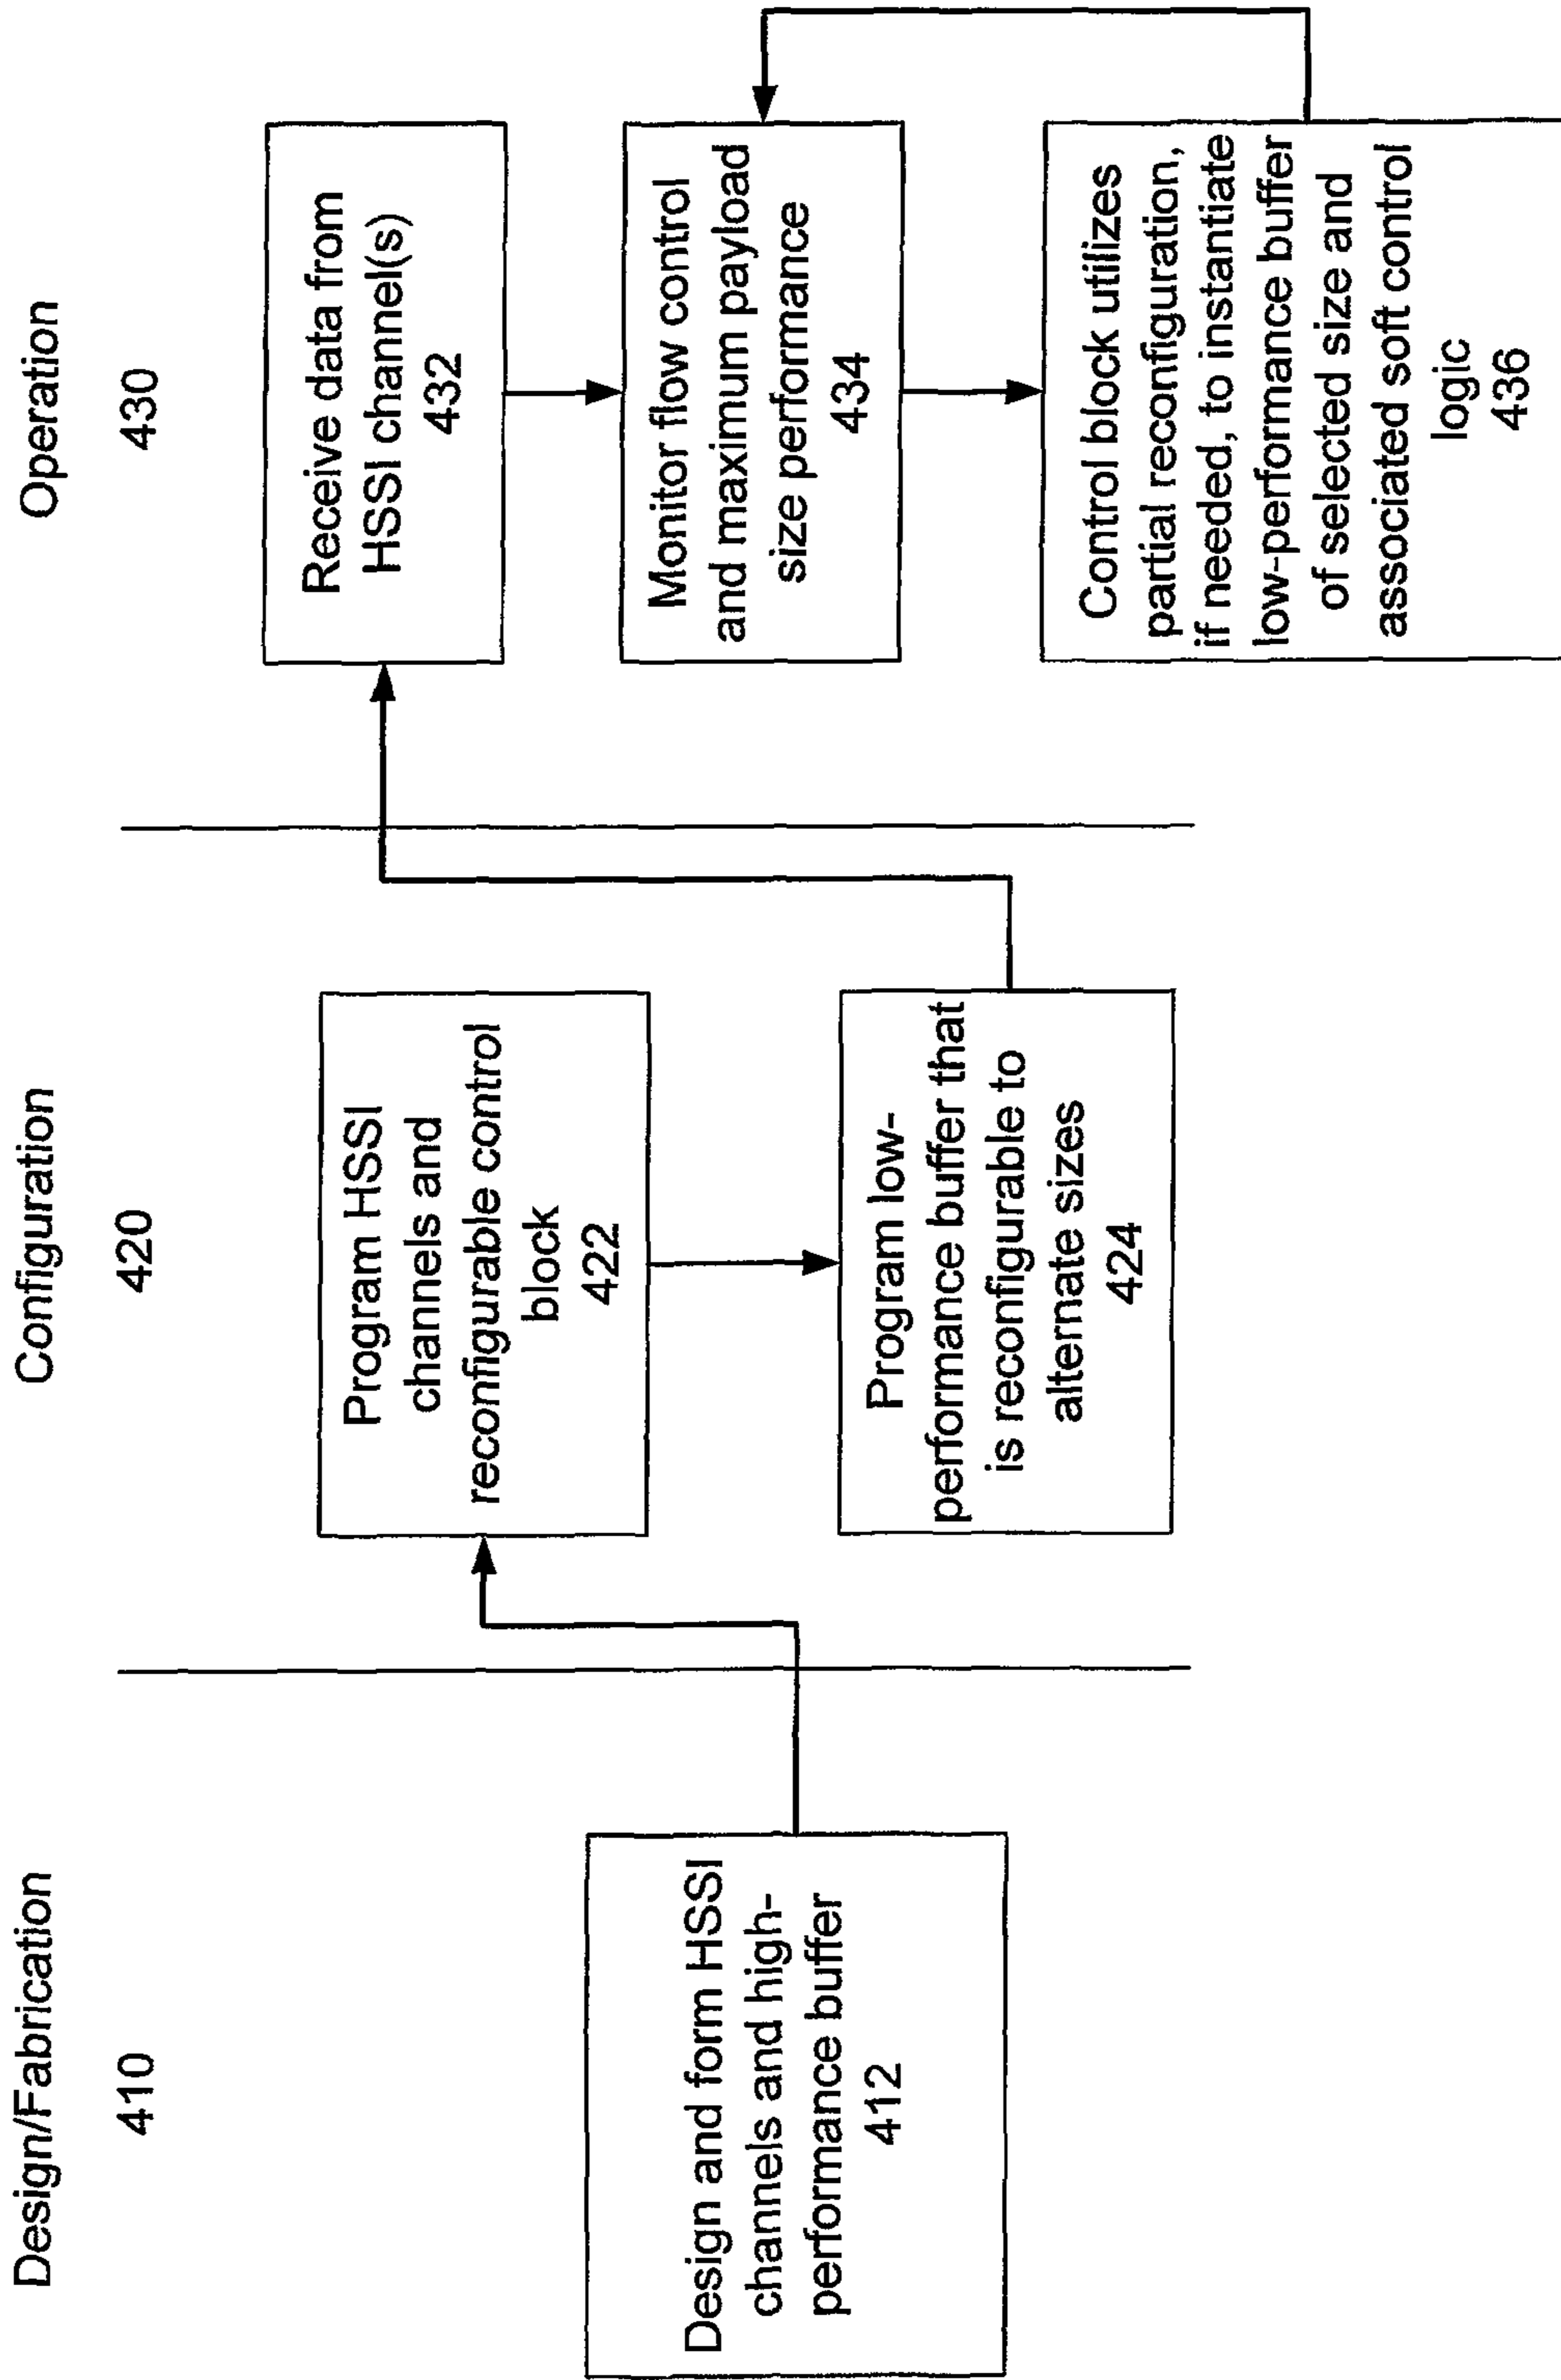 Design/Fabrication
410
Design and form HSSI
channels and high-
performance buffer
412
Configuration
420
Program HSSI
channels and
reconfigurable control
block
422
Program low-
performance buffer that
is reconfigurable to
alternate sizes
424
Operation
430
Receive data from
HSSI channel(s)
432
Monitor flow control
and maximum payload
size performance
434
Control block utilizes
partial reconfiguration,
if needed, to instantiate
low-performance buffer
of selected size and
associated soft control
logic
436